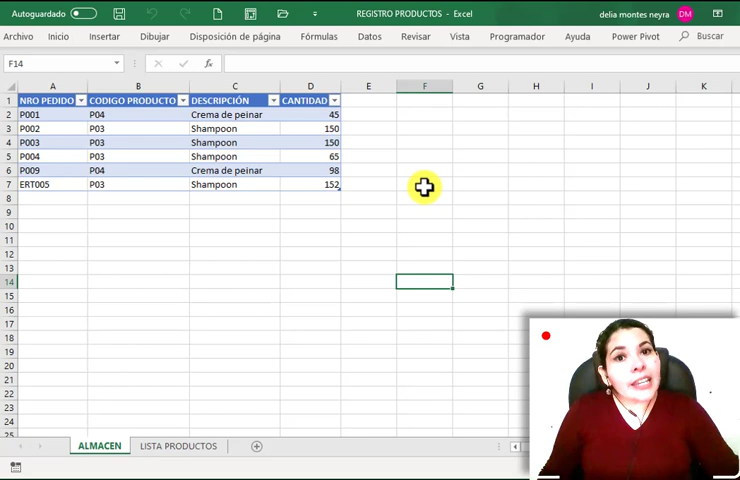 Autoguardado REGISTRO PRODUCTOS - Excel delia montes neyra DM
Archivo Inicio Insertar Dibujar Disposición de página Fórmulas Datos Revisar Vista Programador Ayuda Power Pivot Buscar
F14 fx
A B C D E F G H I J K
1 NRO PEDIDO CODIGO PRODUCTO DESCRIPCIÓN CANTIDAD
2 P001 P04 Crema de peinar 45
3 P002 P03 Shampoon 150
4 P003 P03 Shampoon 150
5 P004 P03 Shampoon 65
6 P009 P04 Crema de peinar 98
7 ERT005 P03 Shampoon 152
8
9
10
11
12
13
14
15
16
17
18
19
20
21
22
23
24
25
ALMACEN LISTA PRODUCTOS